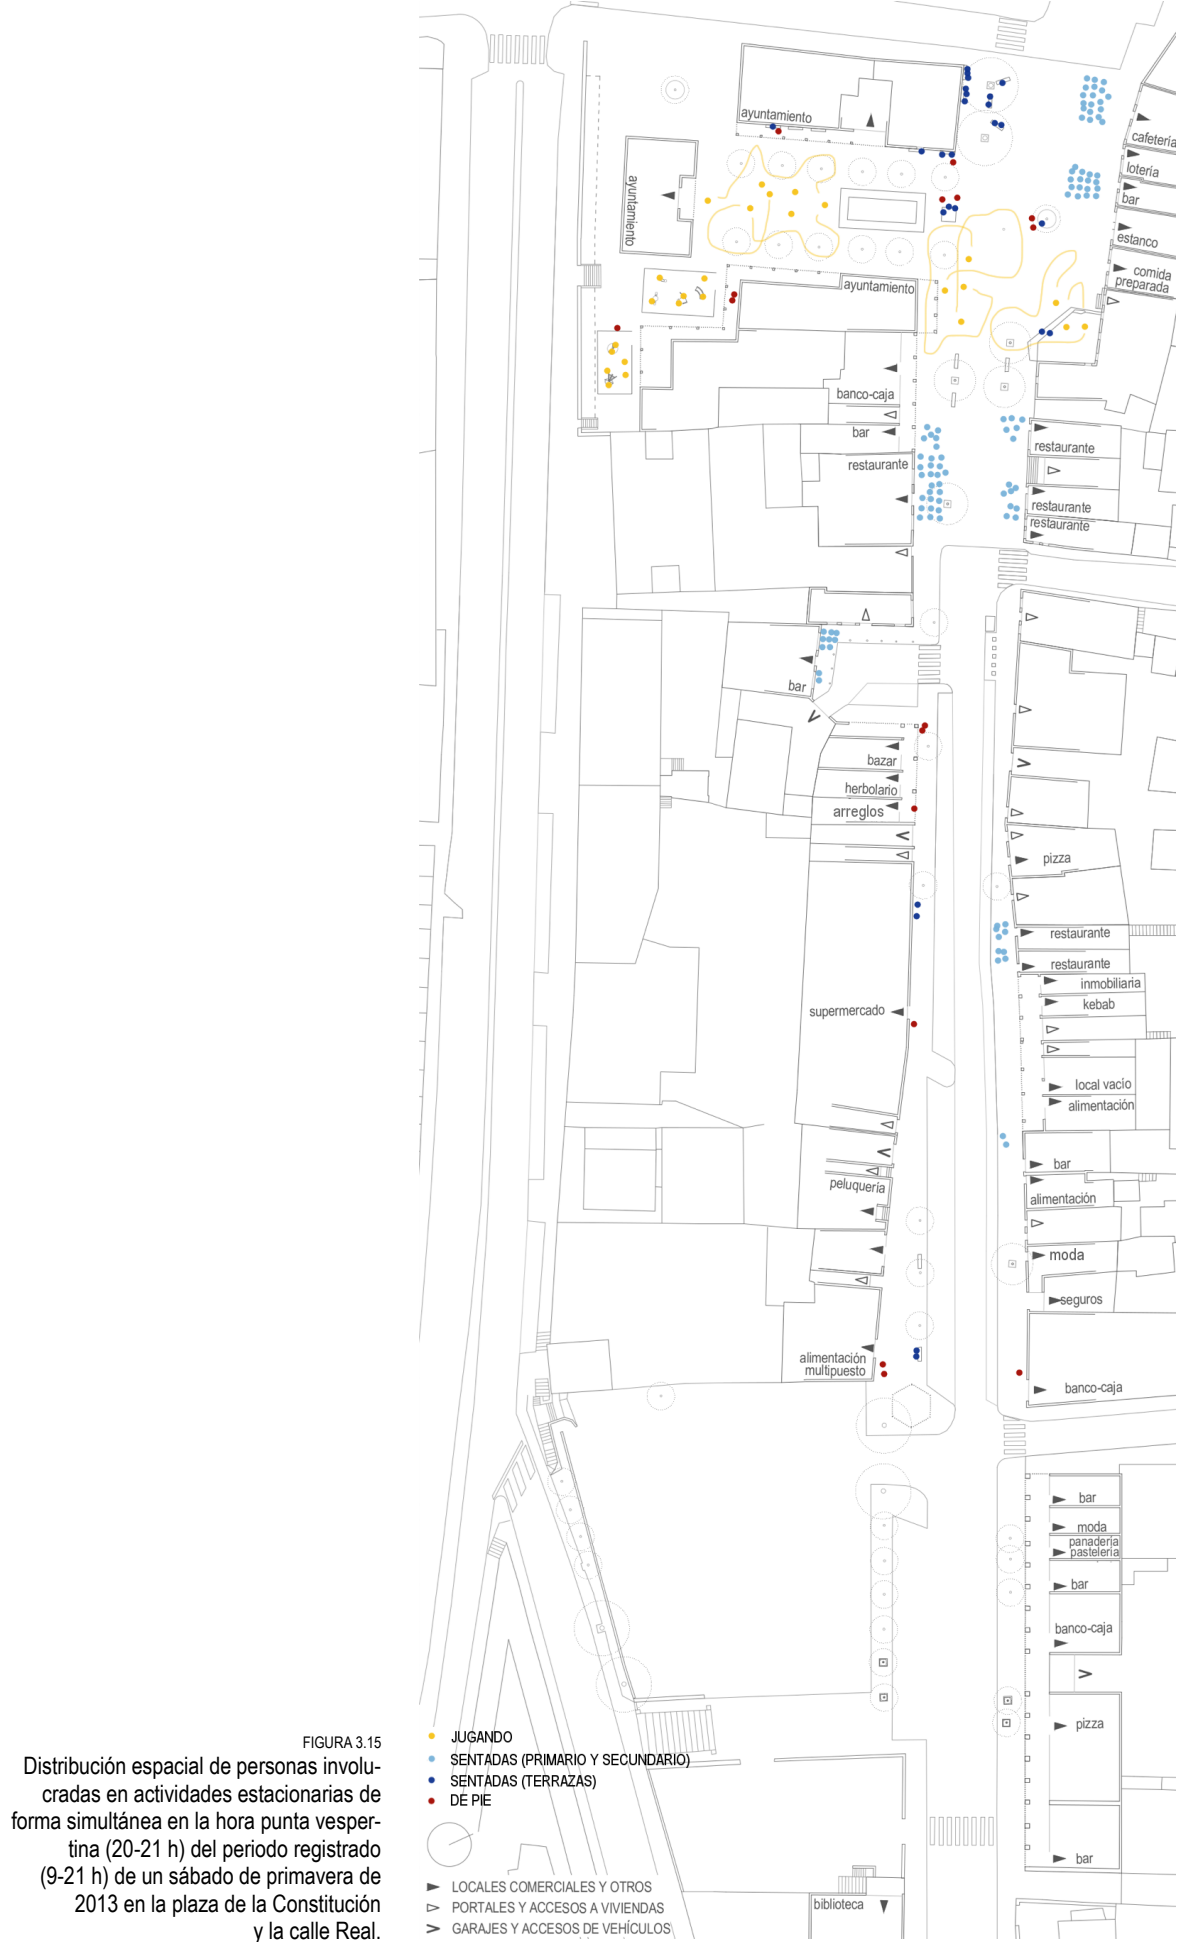 ayuntamiento
cafetería
lotería
bar
ayuntamiento
estanco
comida
preparada
ayuntamiento
banco-caja
bar
restaurante
restaurante
restaurante
restaurante
bar
bazar
herbolario
arreglos
pizza
restaurante
restaurante
inmobiliaria
kebab
supermercado
local vacío
alimentación
bar
peluquería
alimentación
moda
seguros
alimentación
multipuesto
banco-caja
bar
moda
panadería
pastelería
bar
banco-caja
pizza
bar
biblioteca
FIGURA 3.15
Distribución espacial de personas involu-
cradas en actividades estacionarias de
forma simultánea en la hora punta vesper-
tina (20-21 h) del periodo registrado
(9-21 h) de un sábado de primavera de
2013 en la plaza de la Constitución
y la calle Real.
JUGANDO
SENTADAS (PRIMARIO Y SECUNDARIO)
SENTADAS (TERRAZAS)
DE PIE
LOCALES COMERCIALES Y OTROS
PORTALES Y ACCESOS A VIVIENDAS
GARAJES Y ACCESOS DE VEHÍCULOS